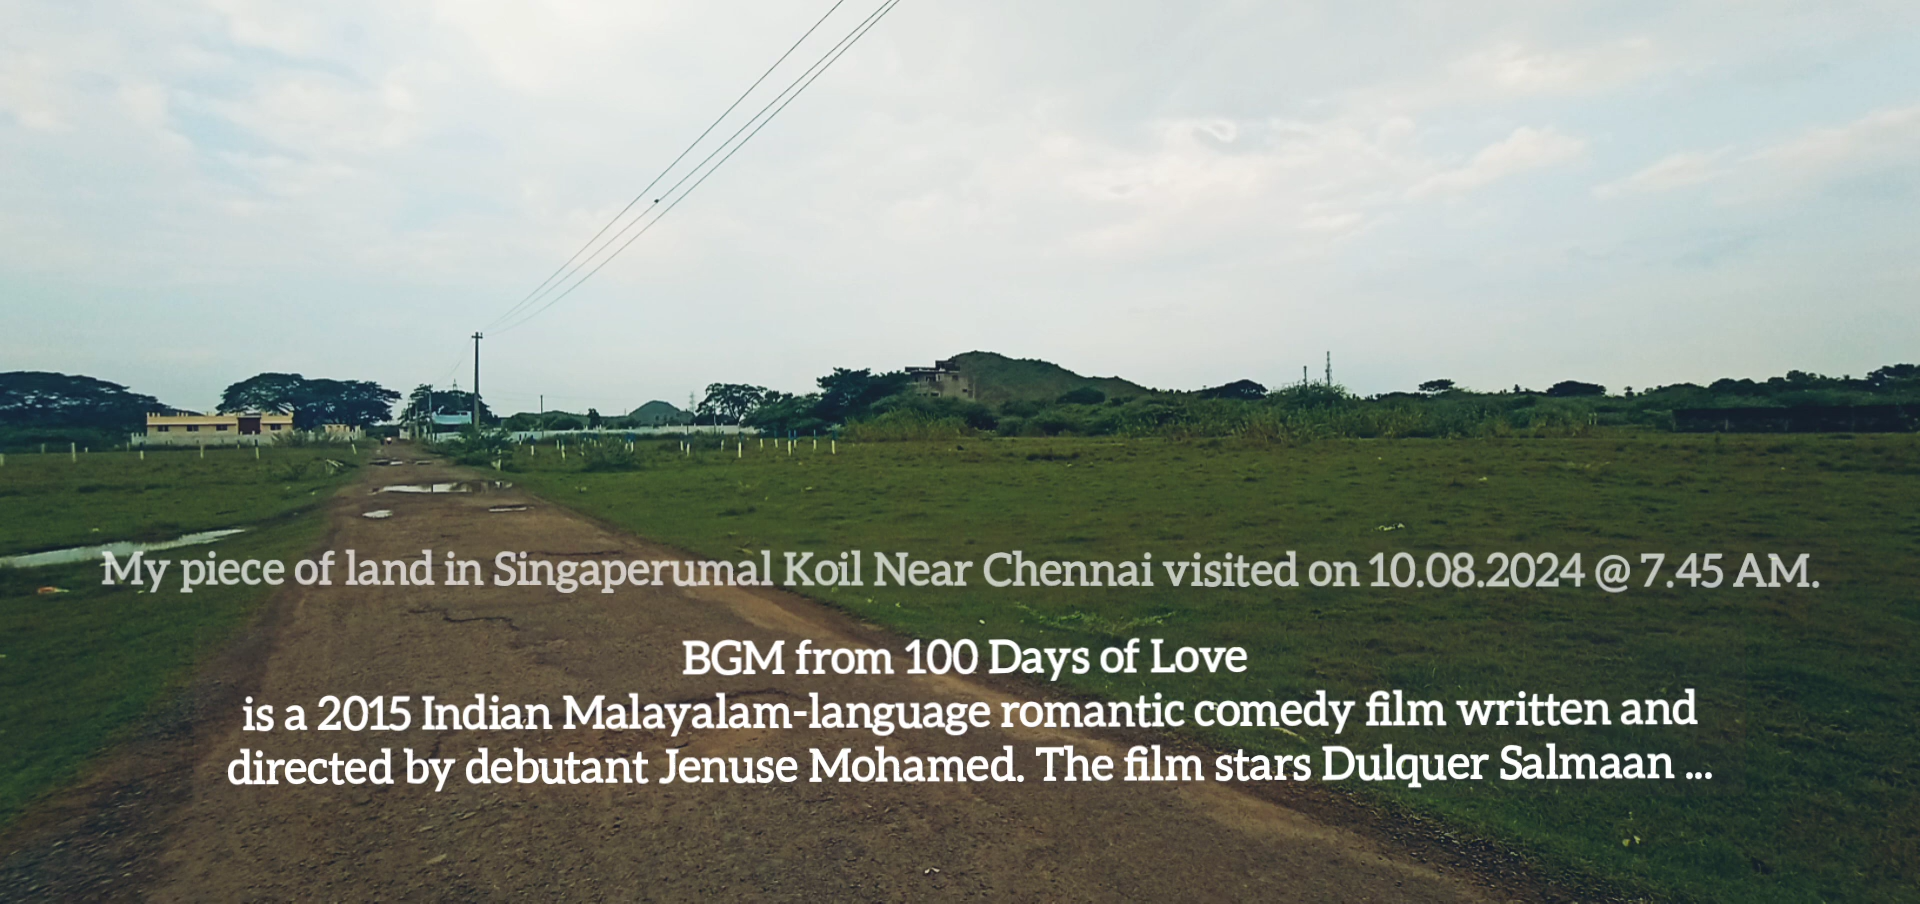 My piece of land in Singaperumal Koil Near Chennai visited on 10.08.2024 @ 7.45 AM.
BGM from 100 Days of Love
is a 2015 Indian Malayalam-language romantic comedy film written and
directed by debutant Jenuse Mohamed. The film stars Dulquer Salmaan ...